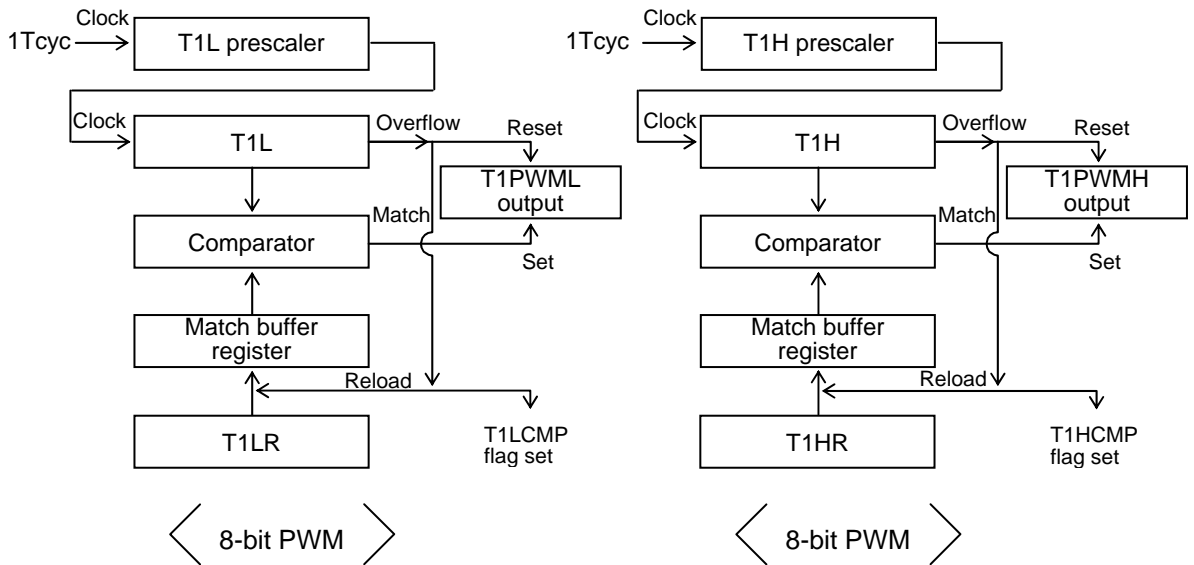 Clock
1Tcyc
T1L prescaler
Clock
T1L
Overflow
Reset
T1PWML
output
Match
Comparator
Set
Match buffer
register
Reload
T1LR
T1LCMP
flag set
8-bit PWM
Clock
1Tcyc
T1H prescaler
Clock
T1H
Overflow
Reset
T1PWMH
output
Match
Comparator
Set
Match buffer
register
Reload
T1HR
T1HCMP
flag set
8-bit PWM